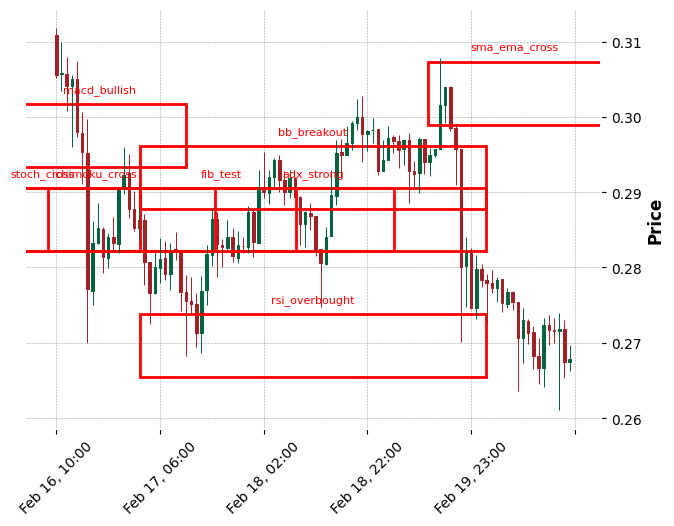 sma_ema_cross
0.31
macd_bullish
0.30
bb_breakout
stoch_cross
ichimoku_cross
fib_test
adx_strong
0.29
Price
0.28
rsi_overbought
0.27
0.26
Feb 16, 10:00
Feb 17, 06:00
Feb 18, 02:00
Feb 18, 22:00
Feb 19, 23:00